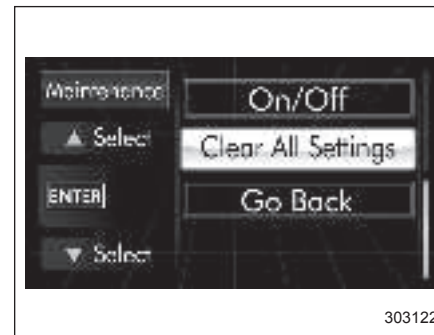 Maintenance
On/Off
▲ Select
Clear All Settings
ENTER
Go Back
▼ Select
303122